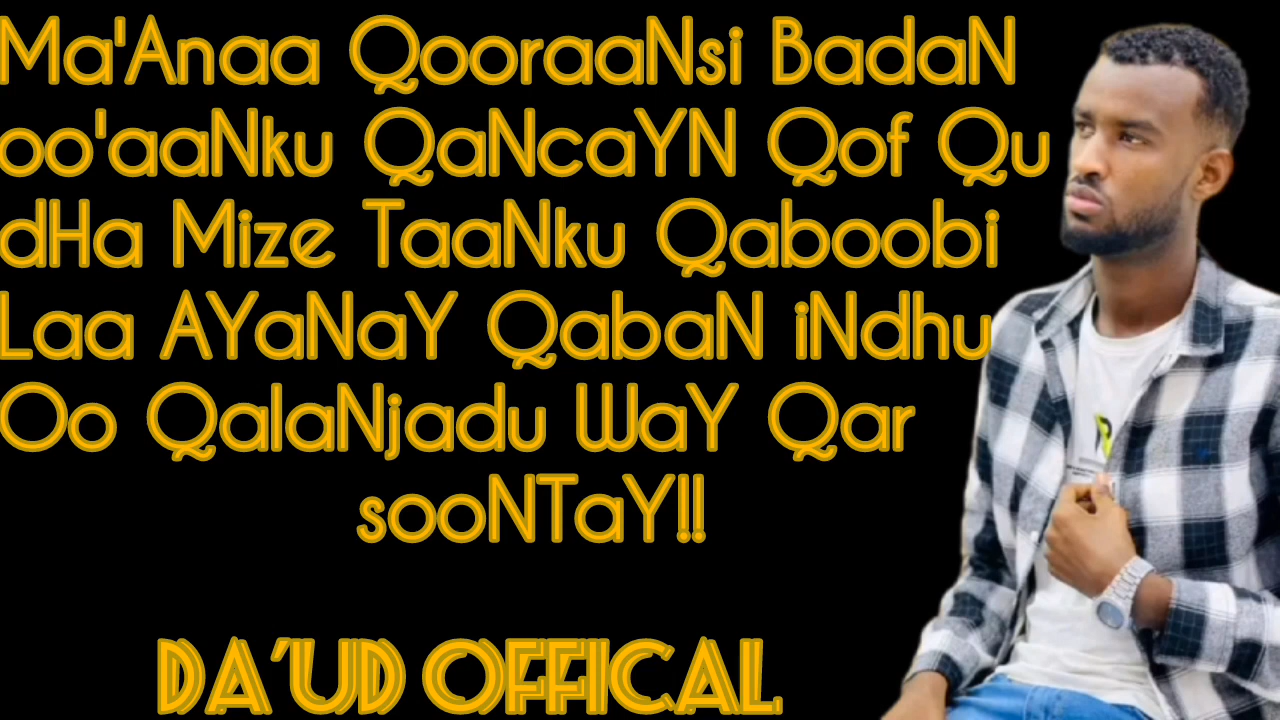 Ma'Anaa QooraaNsi BadaN
oo'aaNku QaNcaYN Qof Qu
dHa Mize TaaNku Qaboobi
Laa AYaNaY QabaN iNdhu
Oo QalaNjadu WaY Qar
sooNTaY!!
DA'UD OFFICAL